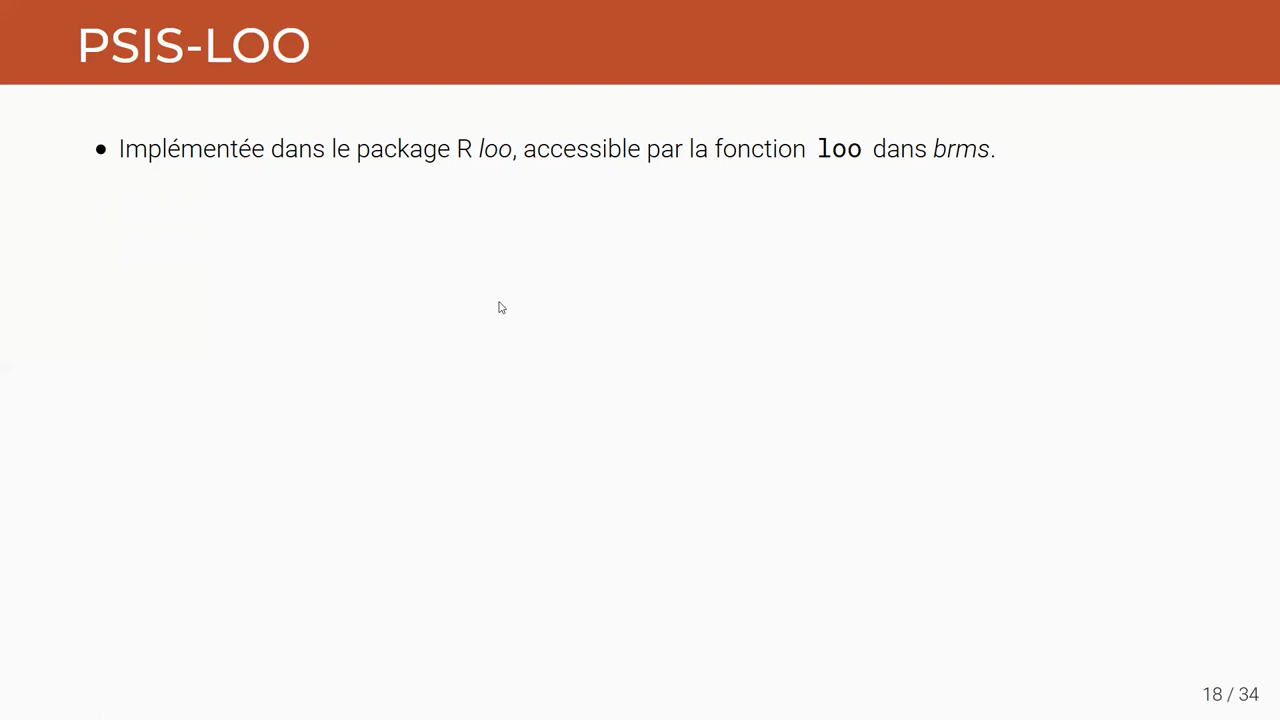 PSIS-LOO
• Implémentée dans le package R loo, accessible par la fonction loo dans brms.
18 / 34